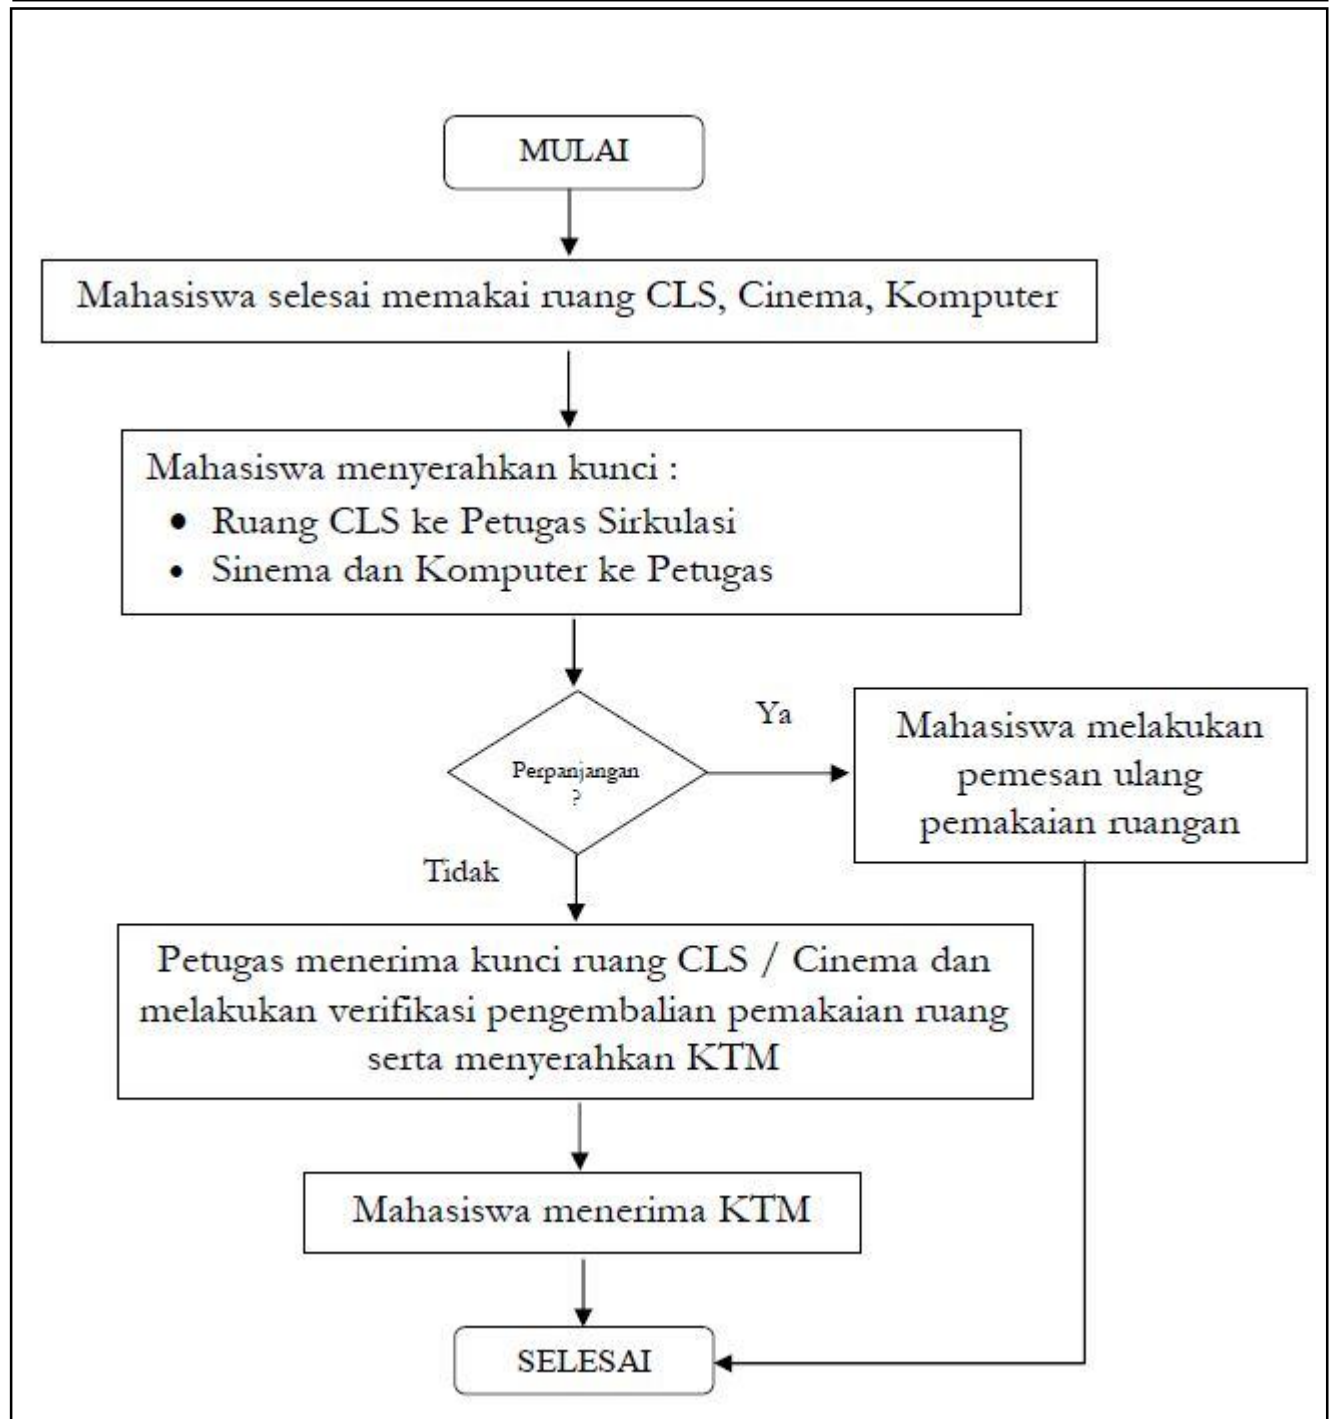 MULAI
Mahasiswa selesai memakai ruang CLS, Cinema, Komputer
Mahasiswa menyerahkan kunci :
• Ruang CLS ke Petugas Sirkulasi
• Sinema dan Komputer ke Petugas
Perpanjangan
?
Ya
Mahasiswa melakukan
pemesan ulang
pemakaian ruangan
Tidak
Petugas menerima kunci ruang CLS / Cinema dan
melakukan verifikasi pengembalian pemakaian ruang
serta menyerahkan KTM
Mahasiswa menerima KTM
SELESAI